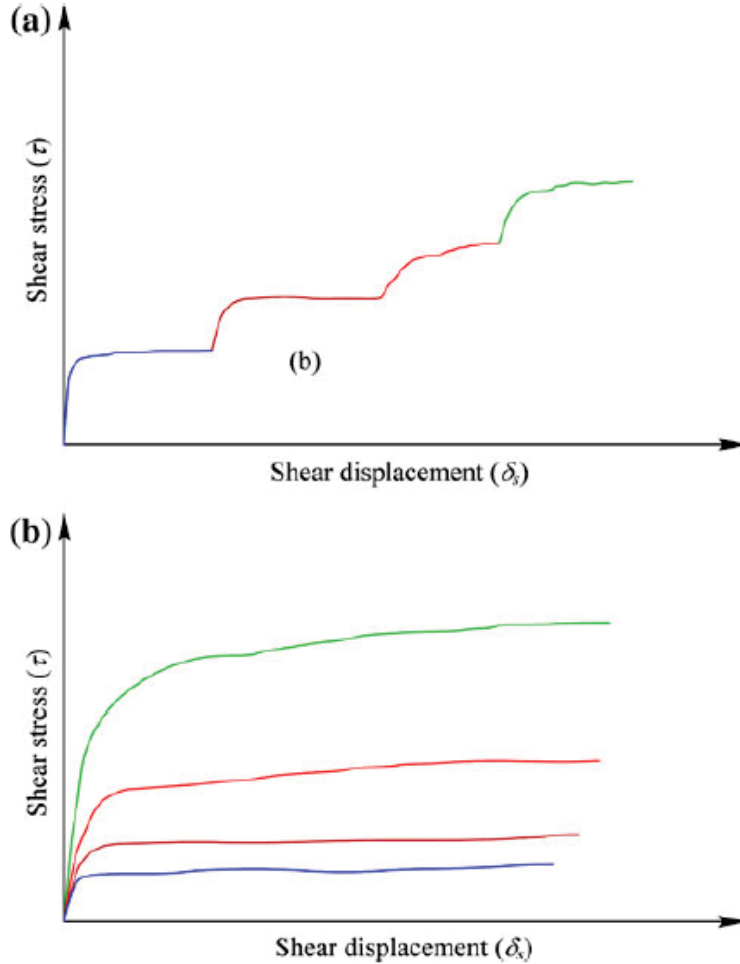 (a)
Shear stress (τ)
(b)
Shear displacement (δs)
(b)
Shear stress (τ)
Shear displacement (δs)